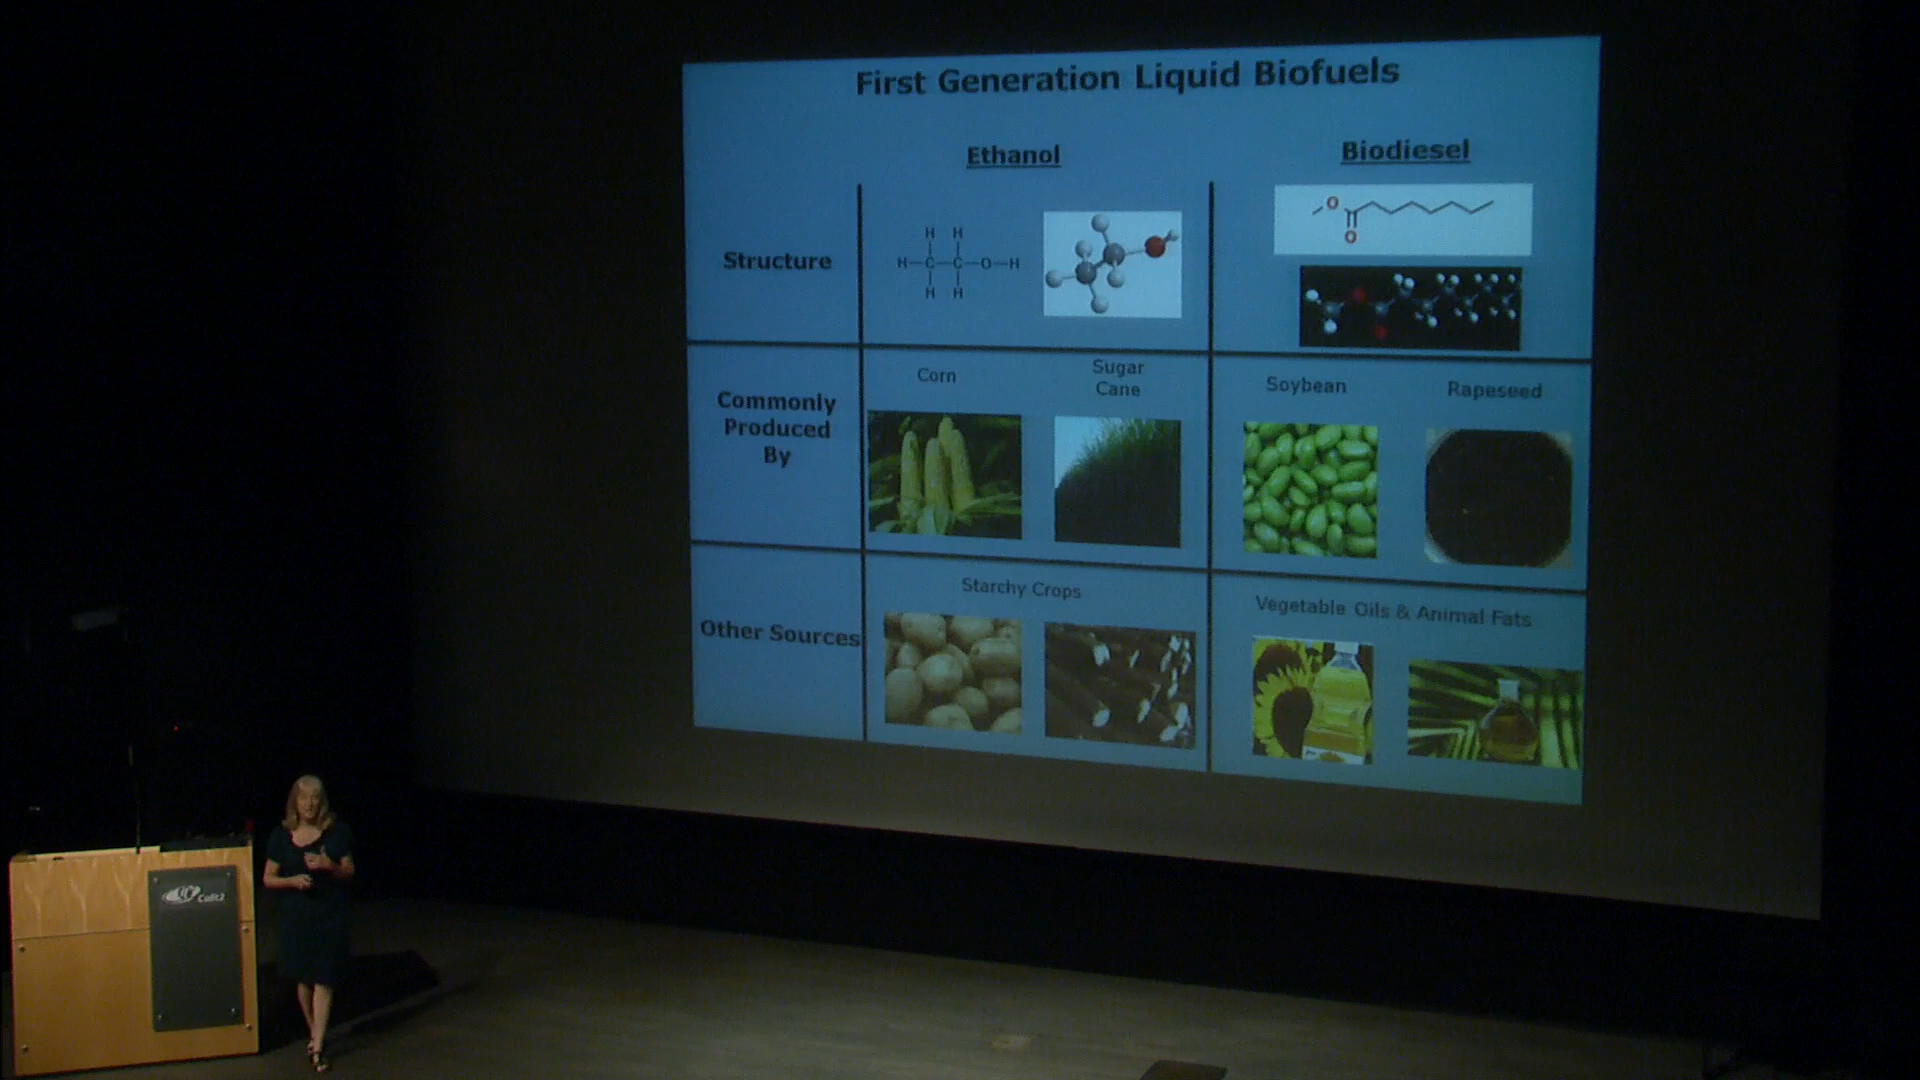 First Generation Liquid Biofuels
Ethanol
Biodiesel
Structure
H H
H-C-C-O-H
H H
O
O
Commonly
Produced
By
Corn
Sugar
Cane
Soybean
Rapeseed
Other Sources
Starchy Crops
Vegetable Oils & Animal Fats
Calit2